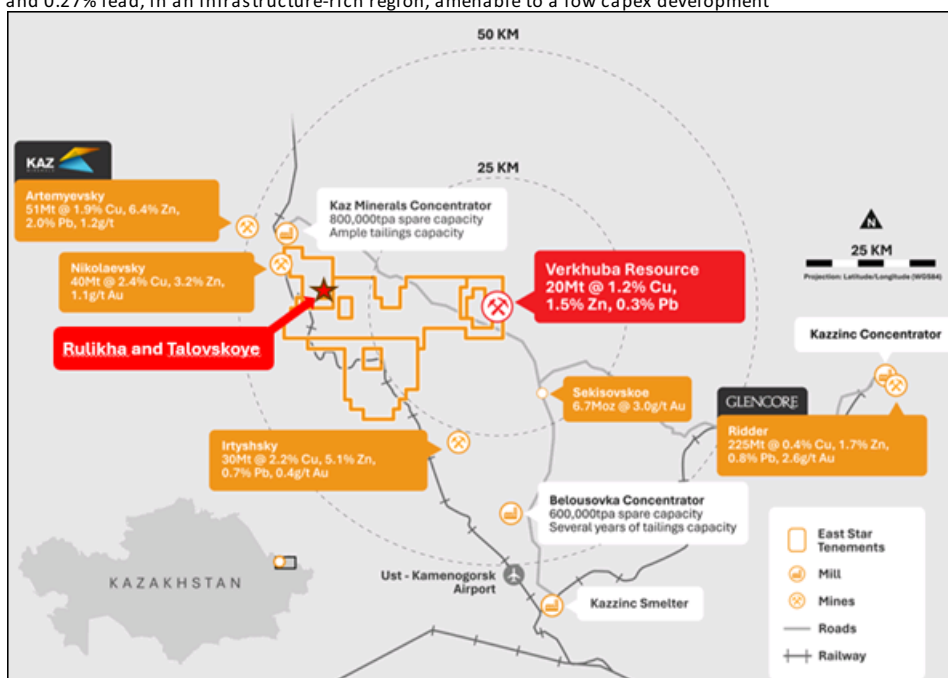 and 0.27% lead, in an infrastructure-rich region, amenable to a low capex development
50 KM
25 KM
KAZ
Artemyevsky
51Mt @ 1.9% Cu, 6.4% Zn,
2.0% Pb, 1.2g/t
Kaz Minerals Concentrator
800,000tpa spare capacity
Ample tailings capacity
N
25 KM
Projection: Latitude/Longitude (WGS84)
Nikolaevsky
40Mt @ 2.4% Cu, 3.2% Zn,
1.1g/t Au
Verkhuba Resource
20Mt @ 1.2% Cu,
1.5% Zn, 0.3% Pb
Rulikha and Talovskoye
Kazzinc Concentrator
Sekisovskoe
6.7Moz @ 3.0g/t Au
GLENCORE
Ridder
225Mt @ 0.4% Cu, 1.7% Zn,
0.8% Pb, 2.6g/t Au
Irtyshsky
30Mt @ 2.2% Cu, 5.1% Zn,
0.7% Pb, 0.4g/t Au
Belousovka Concentrator
600,000tpa spare capacity
Several years of tailings capacity
KAZAKHSTAN
Ust - Kamenogorsk
Airport
Kazzinc Smelter
East Star
Tenements
Mill
Mines
Roads
Railway